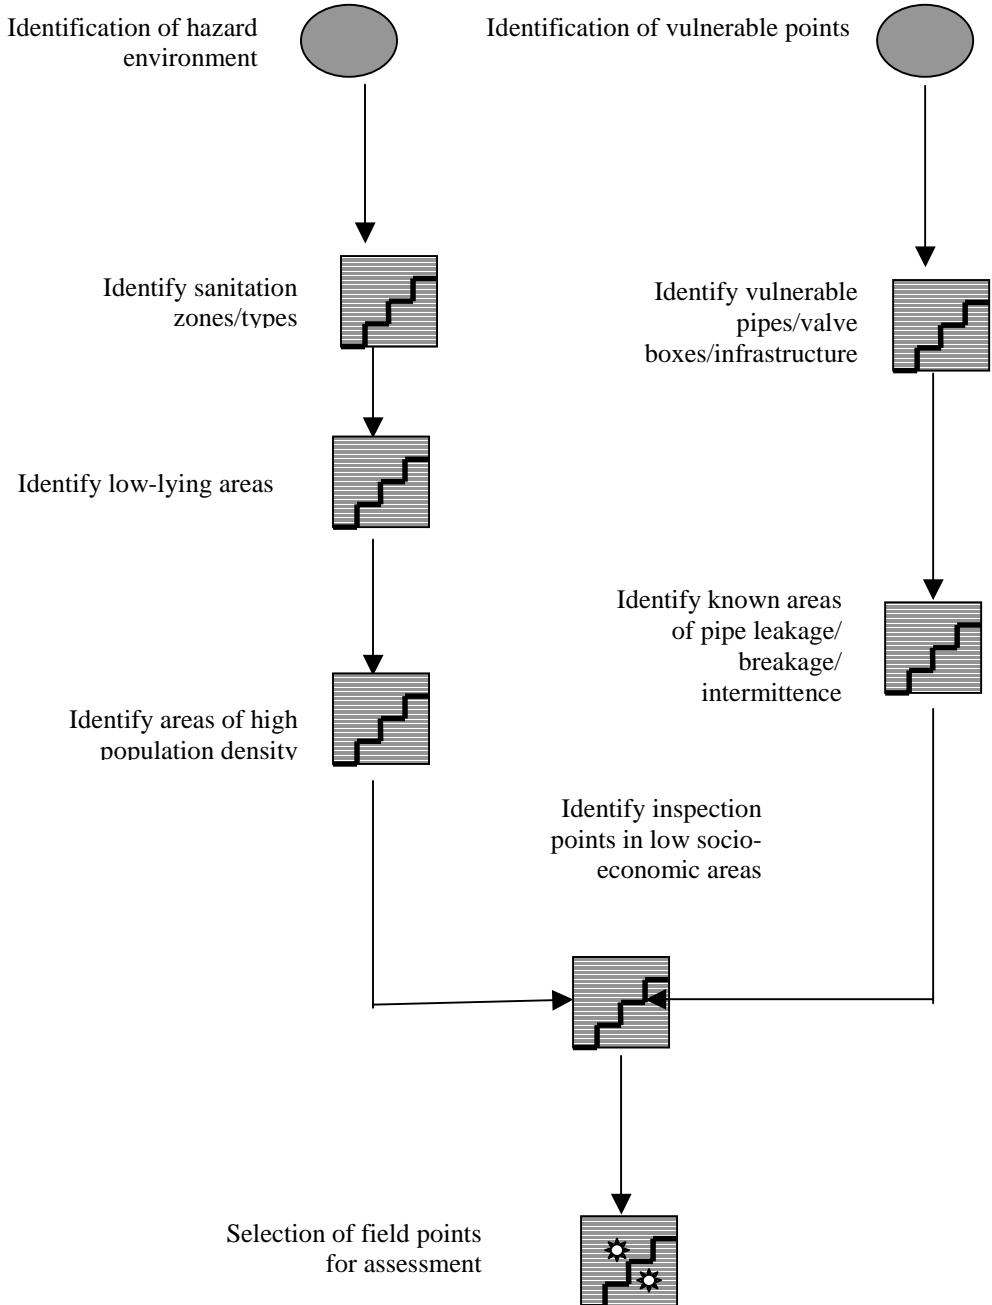 Identification of hazard
environment
Identification of vulnerable points
Identify sanitation
zones/types
Identify vulnerable
pipes/valve
boxes/infrastructure
Identify low-lying areas
Identify known areas
of pipe leakage/
breakage/
intermittence
Identify areas of high
population density
Identify inspection
points in low socio-
economic areas
Selection of field points
for assessment